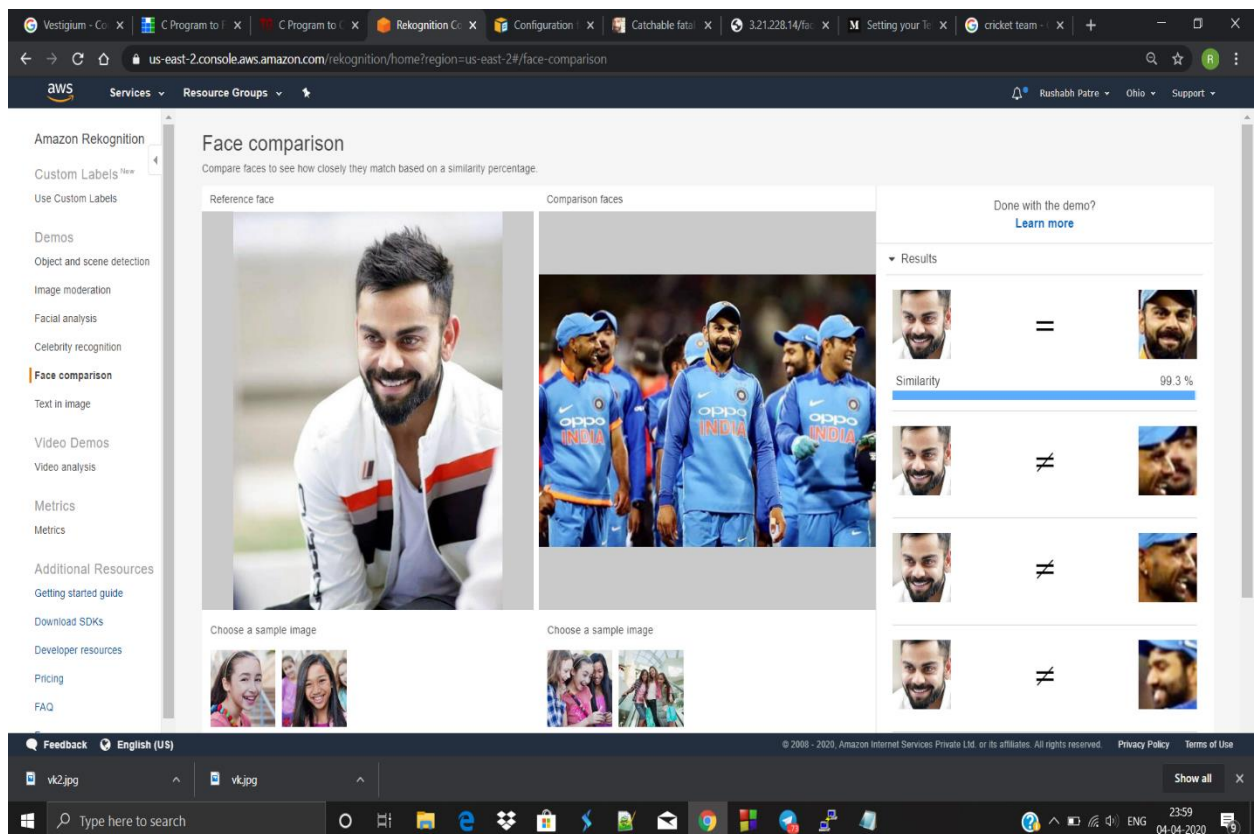 Vestigium - Co
C Program to F
C Program to C
Rekognition Co
Configuration
Catchable fatal
3.21.228.14/fac
Setting your Te
cricket team -
us-east-2.console.aws.amazon.com/rekognition/home?region=us-east-2#/face-comparison
R
aws
Services
Resource Groups
Rushabh Patre
Ohio
Support
Amazon Rekognition
Custom Labels New
Use Custom Labels
Demos
Object and scene detection
Image moderation
Facial analysis
Celebrity recognition
Face comparison
Text in image
Video Demos
Video analysis
Metrics
Metrics
Additional Resources
Getting started guide
Download SDKs
Developer resources
Pricing
FAQ
Face comparison
Compare faces to see how closely they match based on a similarity percentage.
Reference face
Comparison faces
oppo
INDIA
oppo
INDIA
oppo
INDIA
Choose a sample image
Choose a sample image
Done with the demo?
Learn more
Results
=
Similarity 99.3 %
≠
≠
≠
Feedback
English (US)
© 2008 - 2020, Amazon Internet Services Private Ltd. or its affiliates. All rights reserved.
Privacy Policy
Terms of Use
vk2.jpg
vk.jpg
Show all
Type here to search
ENG
23:59
04-04-2020